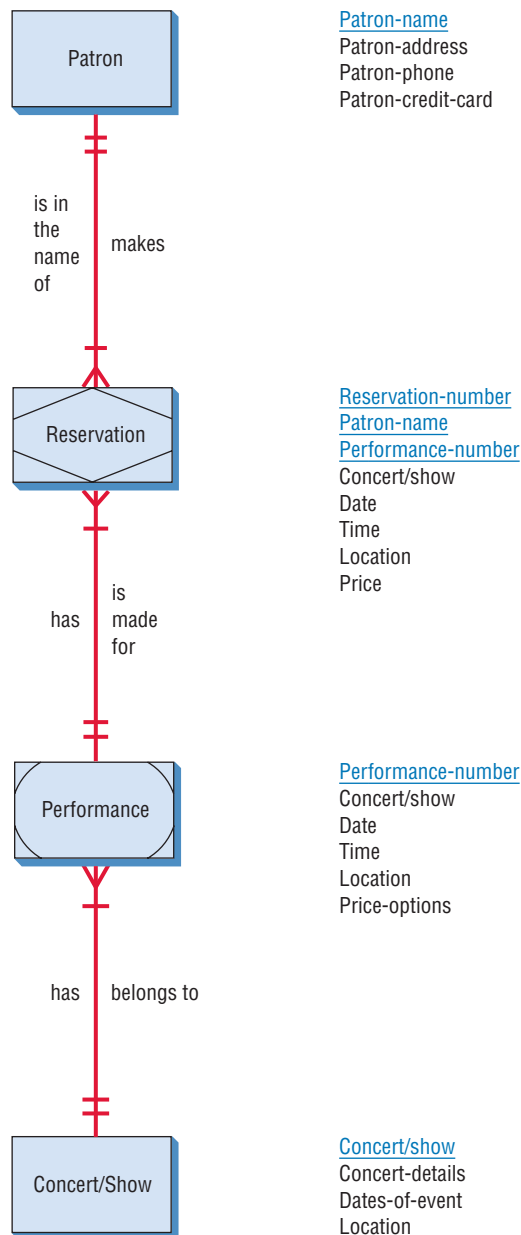 Patron
Patron-name
Patron-address
Patron-phone
Patron-credit-card
is in
the
name
of
makes
Reservation
Reservation-number
Patron-name
Performance-number
Concert/show
Date
Time
Location
Price
has
is
made
for
Performance
Performance-number
Concert/show
Date
Time
Location
Price-options
has
belongs to
Concert/Show
Concert/show
Concert-details
Dates-of-event
Location